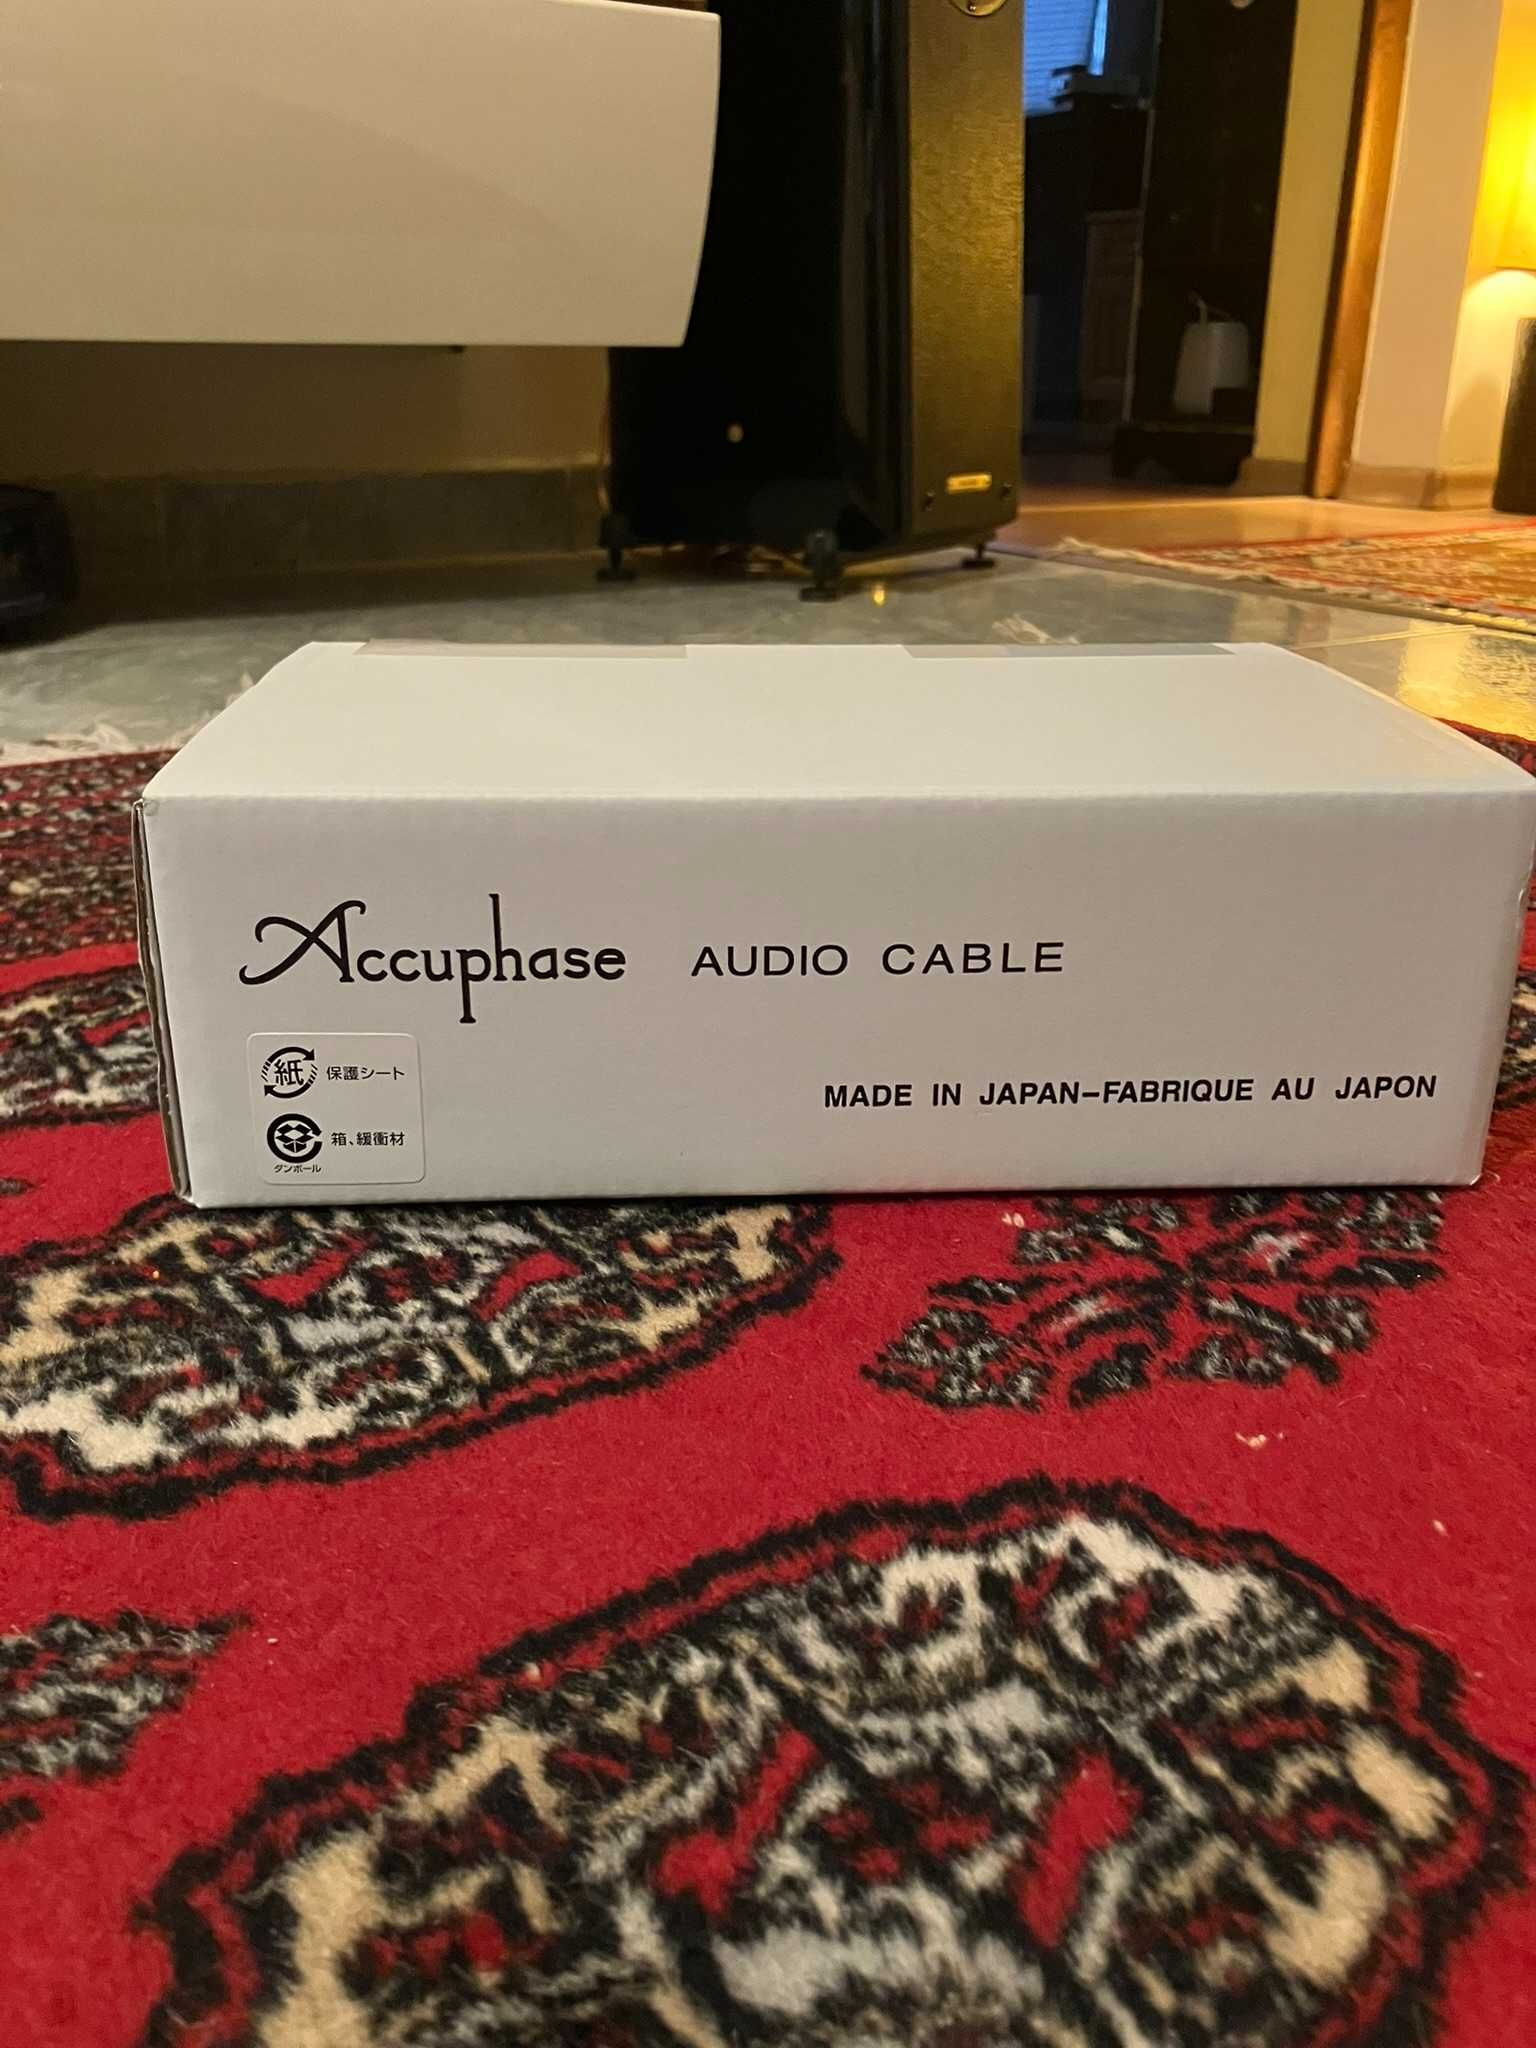 Accuphase AUDIO CABLE
紙 保護シート
箱、緩衝材
ダンボール
MADE IN JAPAN–FABRIQUE AU JAPON